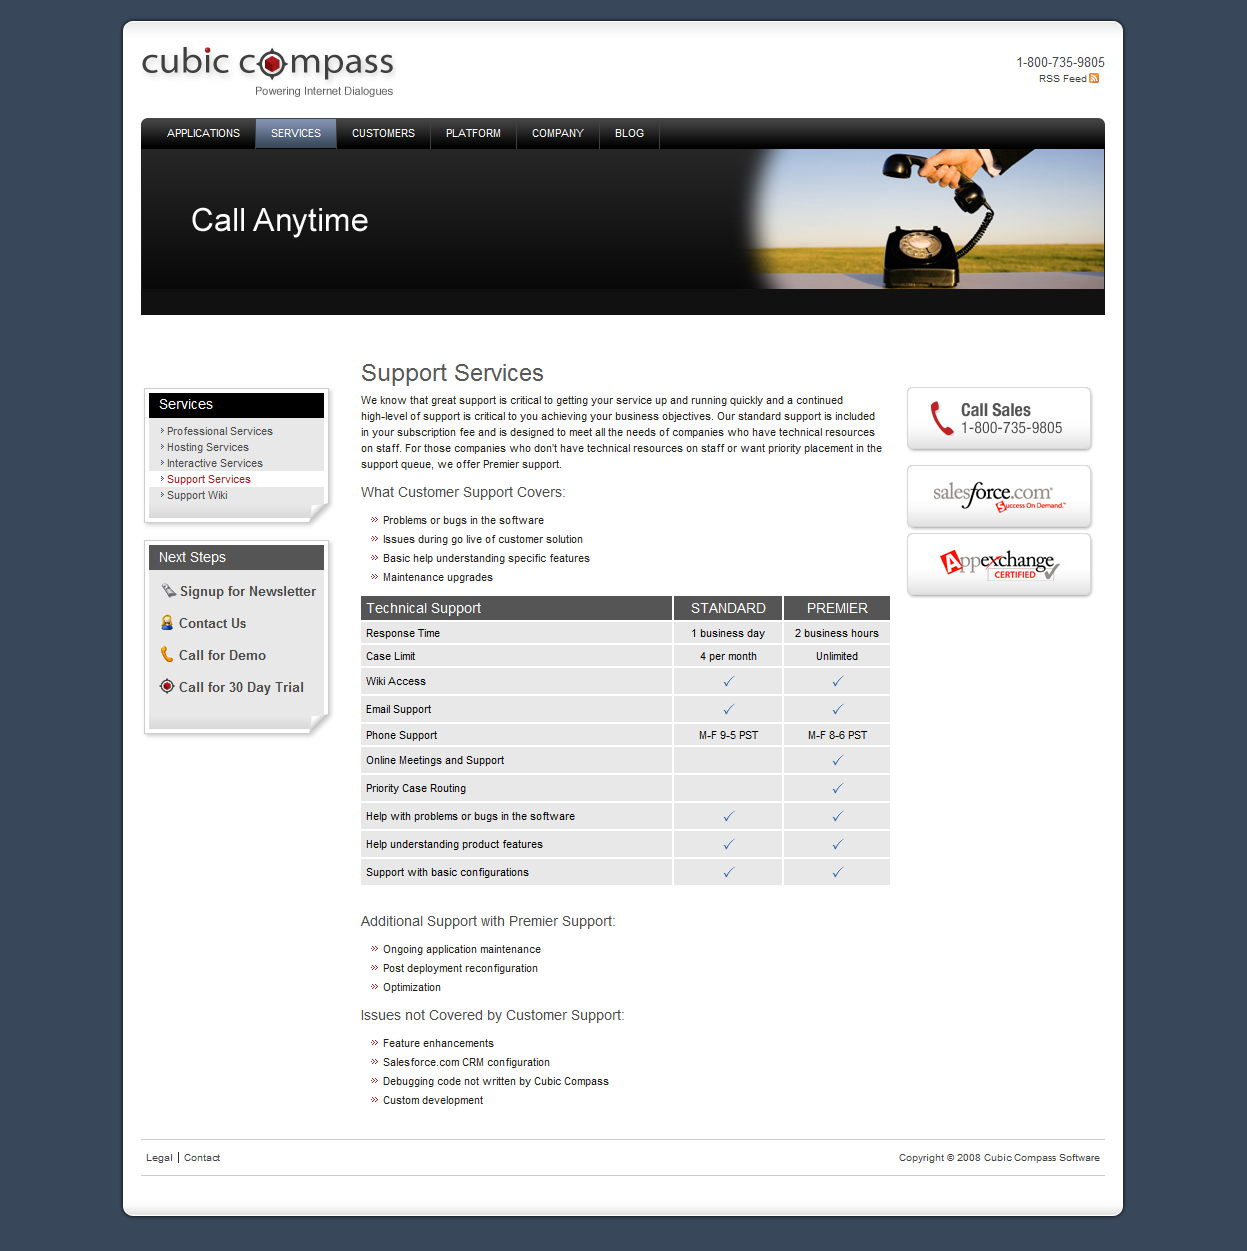 cubic compass
Powering Internet Dialogues
1-800-735-9805
RSS Feed
APPLICATIONS SERVICES CUSTOMERS PLATFORM COMPANY BLOG
Call Anytime
Services
Professional Services
Hosting Services
Interactive Services
Support Services
Support Wiki
Next Steps
Signup for Newsletter
Contact Us
Call for Demo
Call for 30 Day Trial
Support Services
We know that great support is critical to getting your service up and running quickly and a continued
high-level of support is critical to you achieving your business objectives. Our standard support is included
in your subscription fee and is designed to meet all the needs of companies who have technical resources
on staff. For those companies who don't have technical resources on staff or want priority placement in the
support queue, we offer Premier support.
What Customer Support Covers:
Problems or bugs in the software
Issues during go live of customer solution
Basic help understanding specific features
Maintenance upgrades
Technical Support STANDARD PREMIER
Response Time 1 business day 2 business hours
Case Limit 4 per month Unlimited
Wiki Access ✓ ✓
Email Support ✓ ✓
Phone Support M-F 9-5 PST M-F 8-6 PST
Online Meetings and Support ✓
Priority Case Routing ✓
Help with problems or bugs in the software ✓ ✓
Help understanding product features ✓ ✓
Support with basic configurations ✓ ✓
Additional Support with Premier Support:
Ongoing application maintenance
Post deployment reconfiguration
Optimization
Issues not Covered by Customer Support:
Feature enhancements
Salesforce.com CRM configuration
Debugging code not written by Cubic Compass
Custom development
Call Sales
1-800-735-9805
salesforce.com
Success On Demand.™
Appexchange
CERTIFIED
Legal | Contact
Copyright © 2008 Cubic Compass Software